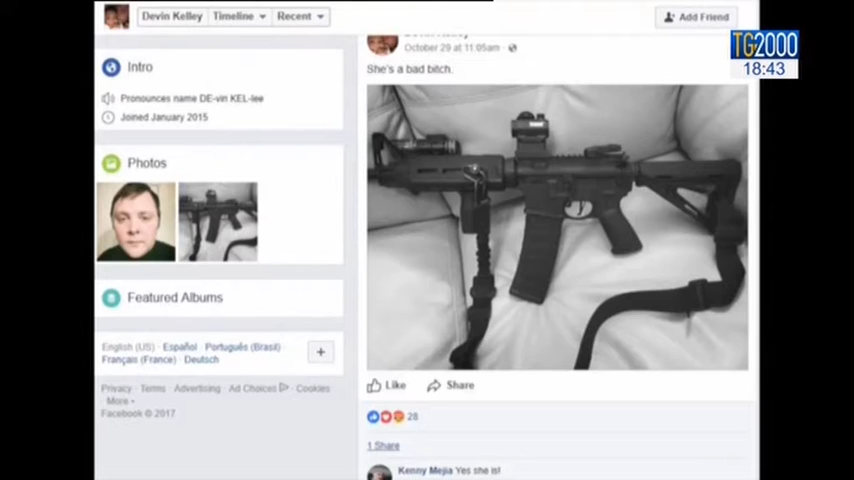 Devin Kelley
Timeline
Recent
Add Friend
TG2000
18:43
Intro
Pronounces name DE-vin KEL-lee
Joined January 2015
Photos
Featured Albums
English (US) · Español · Português (Brasil) ·
Français (France) · Deutsch
Privacy · Terms · Advertising · Ad Choices · Cookies
More
Facebook © 2017
October 29 at 11:05am
She's a bad bitch.
Like Share
28
1 Share
Kenny Mejia Yes she is!